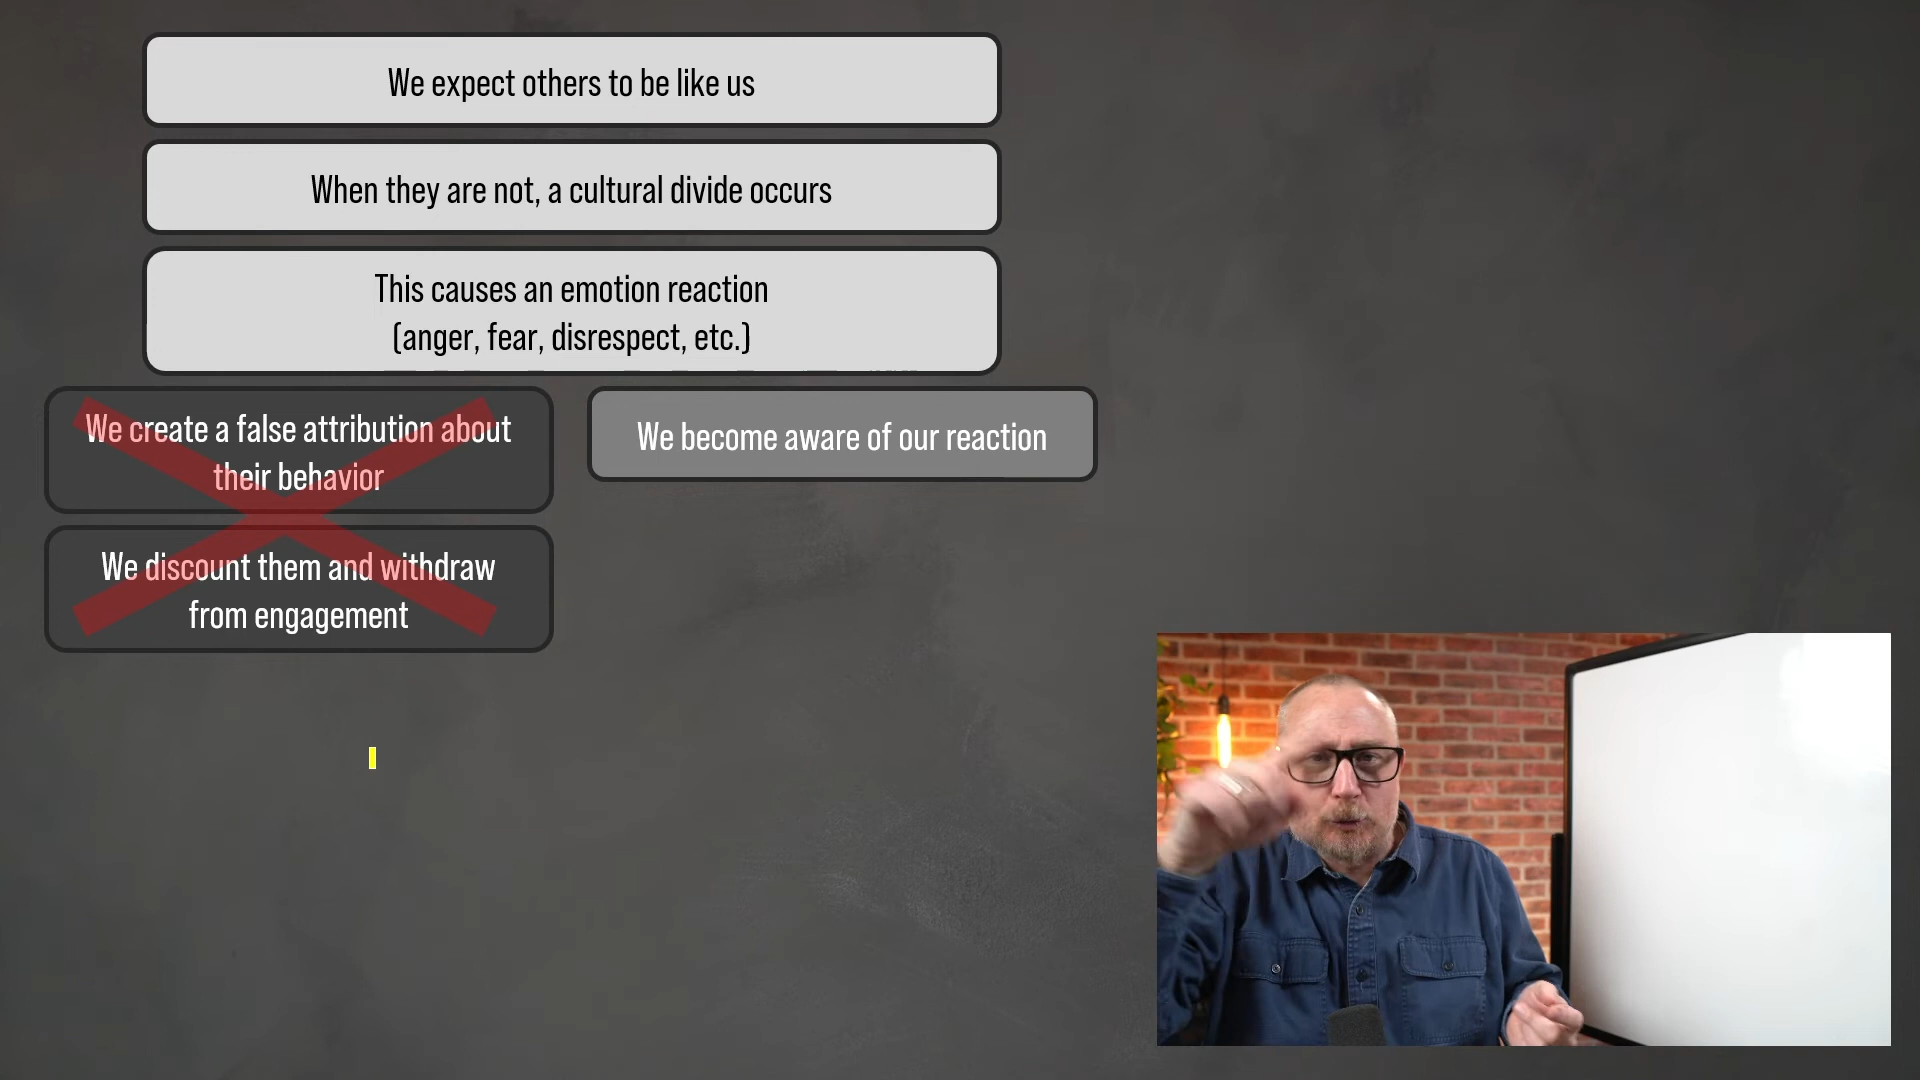 We expect others to be like us
When they are not, a cultural divide occurs
This causes an emotion reaction
(anger, fear, disrespect, etc.)
We create a false attribution about
their behavior
We discount them and withdraw
from engagement
We become aware of our reaction